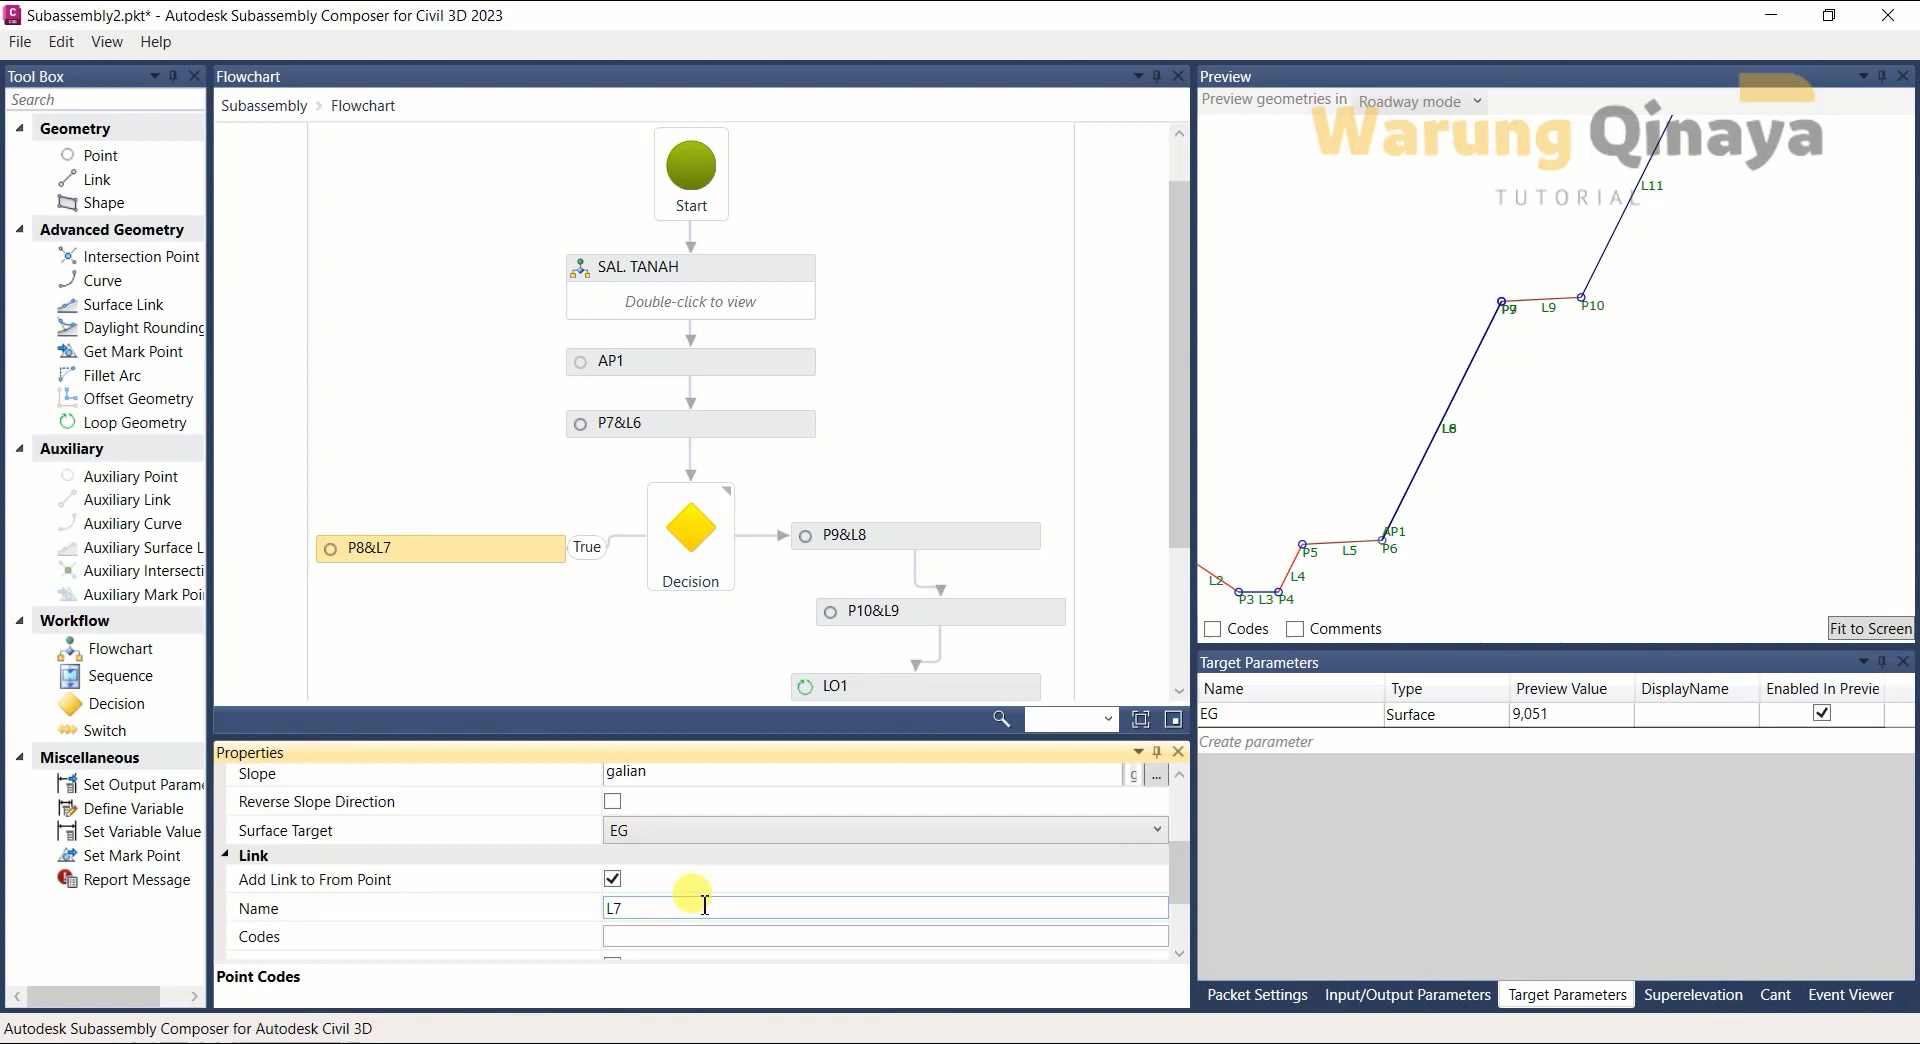 Subassembly2.pkt* - Autodesk Subassembly Composer for Civil 3D 2023
File Edit View Help
Tool Box
Search
Geometry
Point
Link
Shape
Advanced Geometry
Intersection Point
Curve
Surface Link
Daylight Rounding
Get Mark Point
Fillet Arc
Offset Geometry
Loop Geometry
Auxiliary
Auxiliary Point
Auxiliary Link
Auxiliary Curve
Auxiliary Surface L
Auxiliary Intersecti
Auxiliary Mark Poi
Workflow
Flowchart
Sequence
Decision
Switch
Miscellaneous
Set Output Parame
Define Variable
Set Variable Value
Set Mark Point
Report Message
Flowchart
Subassembly > Flowchart
Start
SAL. TANAH
Double-click to view
AP1
P7&L6
P8&L7
True
Decision
P9&L8
P10&L9
LO1
Properties
Slope galian g ...
Reverse Slope Direction
Surface Target EG
Link
Add Link to From Point
Name L7
Codes
Point Codes
Preview
Preview geometries in Roadway mode
Warung Qinaya
TUTORIAL
L11
L9
P10
AP1
P5
L5
P6
L4
L2
P3 L3 P4
Codes Comments Fit to Screen
Target Parameters
Name Type Preview Value DisplayName Enabled In Previe
EG Surface 9,051
Create parameter
Packet Settings Input/Output Parameters Target Parameters Superelevation Cant Event Viewer
Autodesk Subassembly Composer for Autodesk Civil 3D